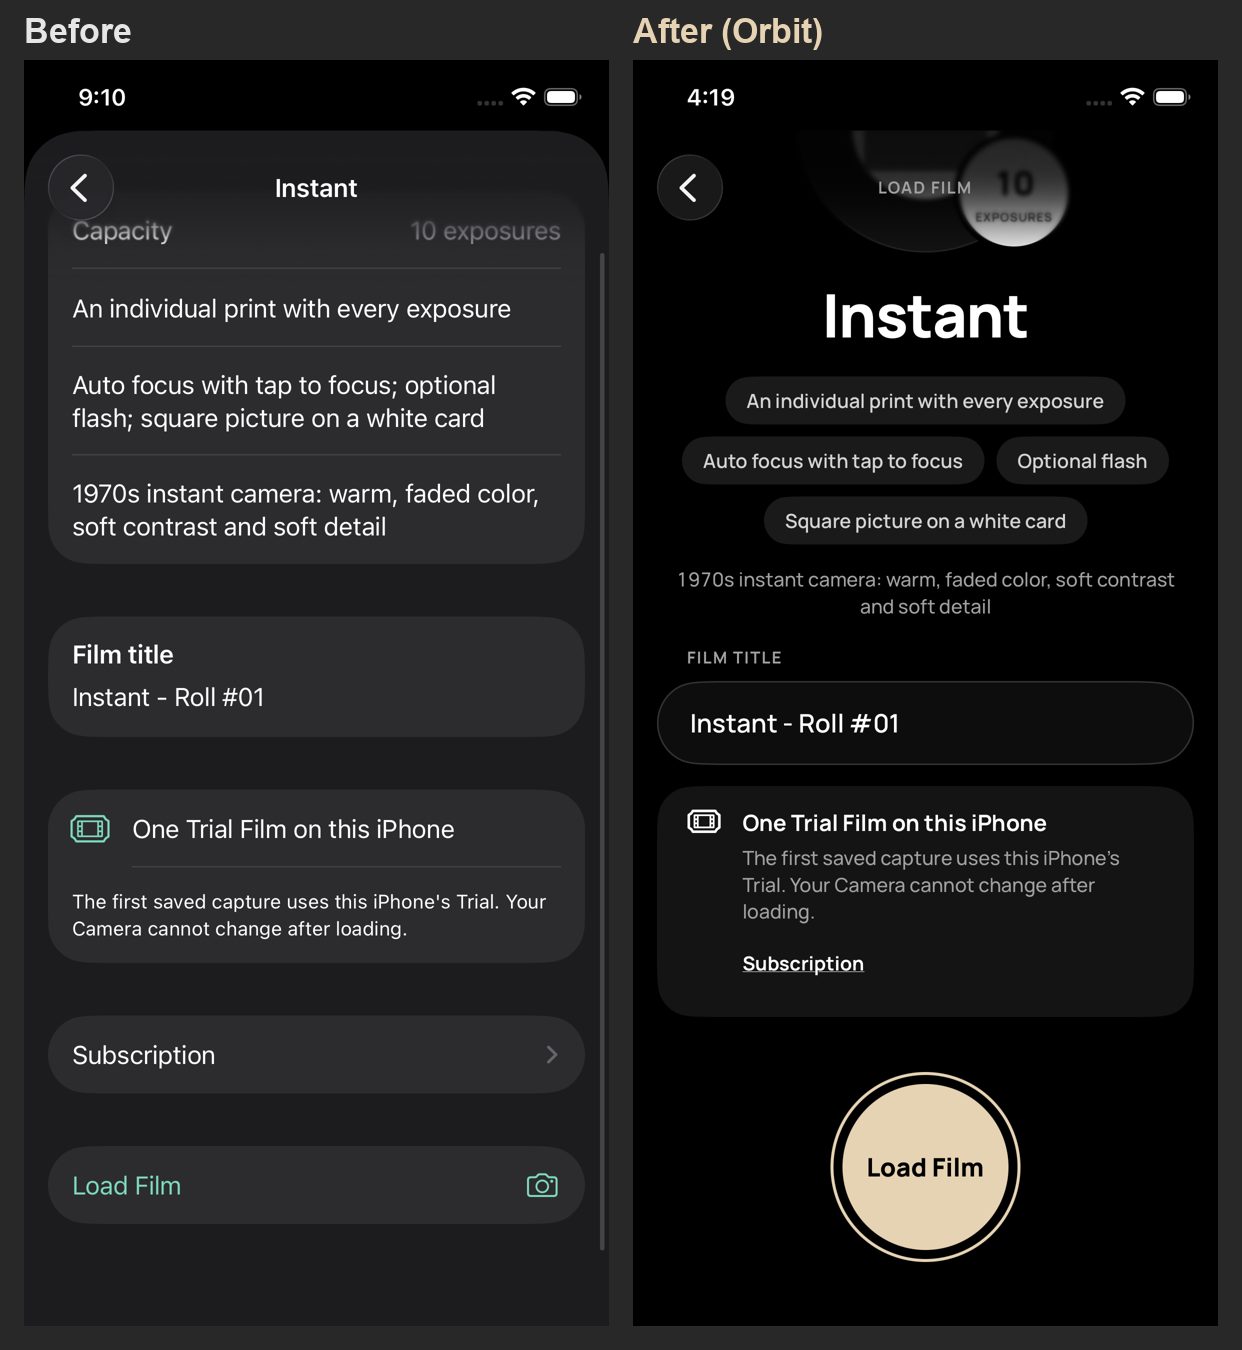 Before
9:10
Instant
Capacity 10 exposures
An individual print with every exposure
Auto focus with tap to focus; optional
flash; square picture on a white card
1970s instant camera: warm, faded color,
soft contrast and soft detail
Film title
Instant - Roll #01
One Trial Film on this iPhone
The first saved capture uses this iPhone's Trial. Your
Camera cannot change after loading.
Subscription
Load Film
After (Orbit)
4:19
LOAD FILM
10
EXPOSURES
Instant
An individual print with every exposure
Auto focus with tap to focus
Optional flash
Square picture on a white card
1970s instant camera: warm, faded color, soft contrast
and soft detail
FILM TITLE
Instant - Roll #01
One Trial Film on this iPhone
The first saved capture uses this iPhone’s
Trial. Your Camera cannot change after
loading.
Subscription
Load Film